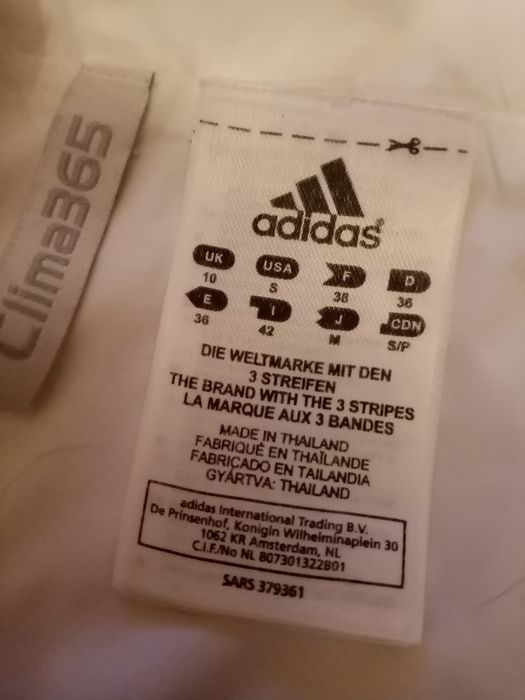 Clima365
adidas
UK USA F D
10 S 38 36
E I J CDN
36 42 M S/P
DIE WELTMARKE MIT DEN
3 STREIFEN
THE BRAND WITH THE 3 STRIPES
LA MARQUE AUX 3 BANDES
MADE IN THAILAND
FABRIQUÉ EN THAÏLANDE
FABRICADO EN TAILANDIA
GYÁRTVA: THAILAND
adidas International Trading B.V.
De Prinsenhof, Konigin Wilhelminaplein 30
1062 KR Amsterdam, NL
C.I.F./No NL 807301322B01
SARS 379361